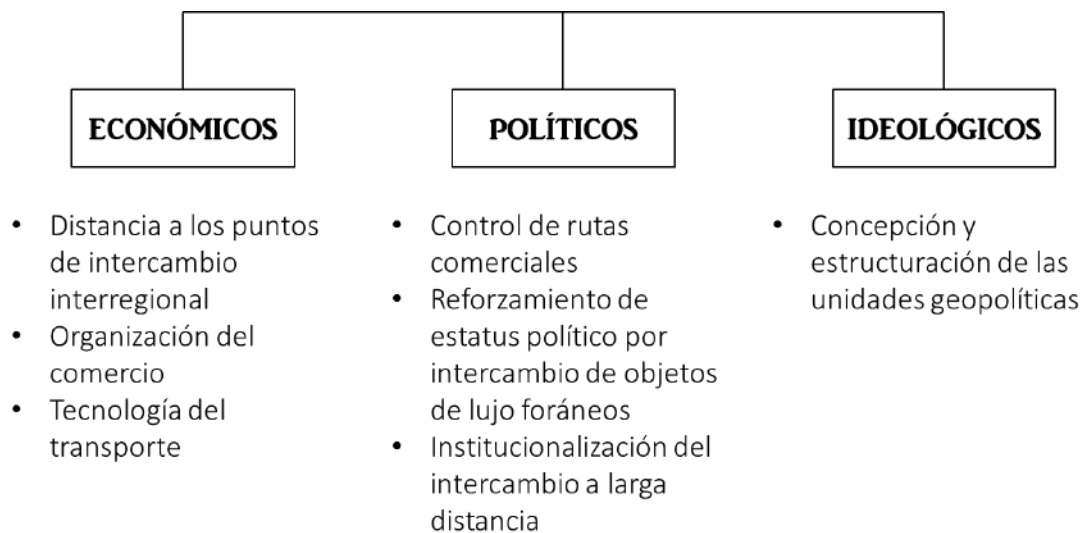 ECONÓMICOS
• Distancia a los puntos
de intercambio
interregional
• Organización del
comercio
• Tecnología del
transporte
POLÍTICOS
• Control de rutas
comerciales
• Reforzamiento de
estatus político por
intercambio de objetos
de lujo foráneos
• Institucionalización del
intercambio a larga
distancia
IDEOLÓGICOS
• Concepción y
estructuración de las
unidades geopolíticas